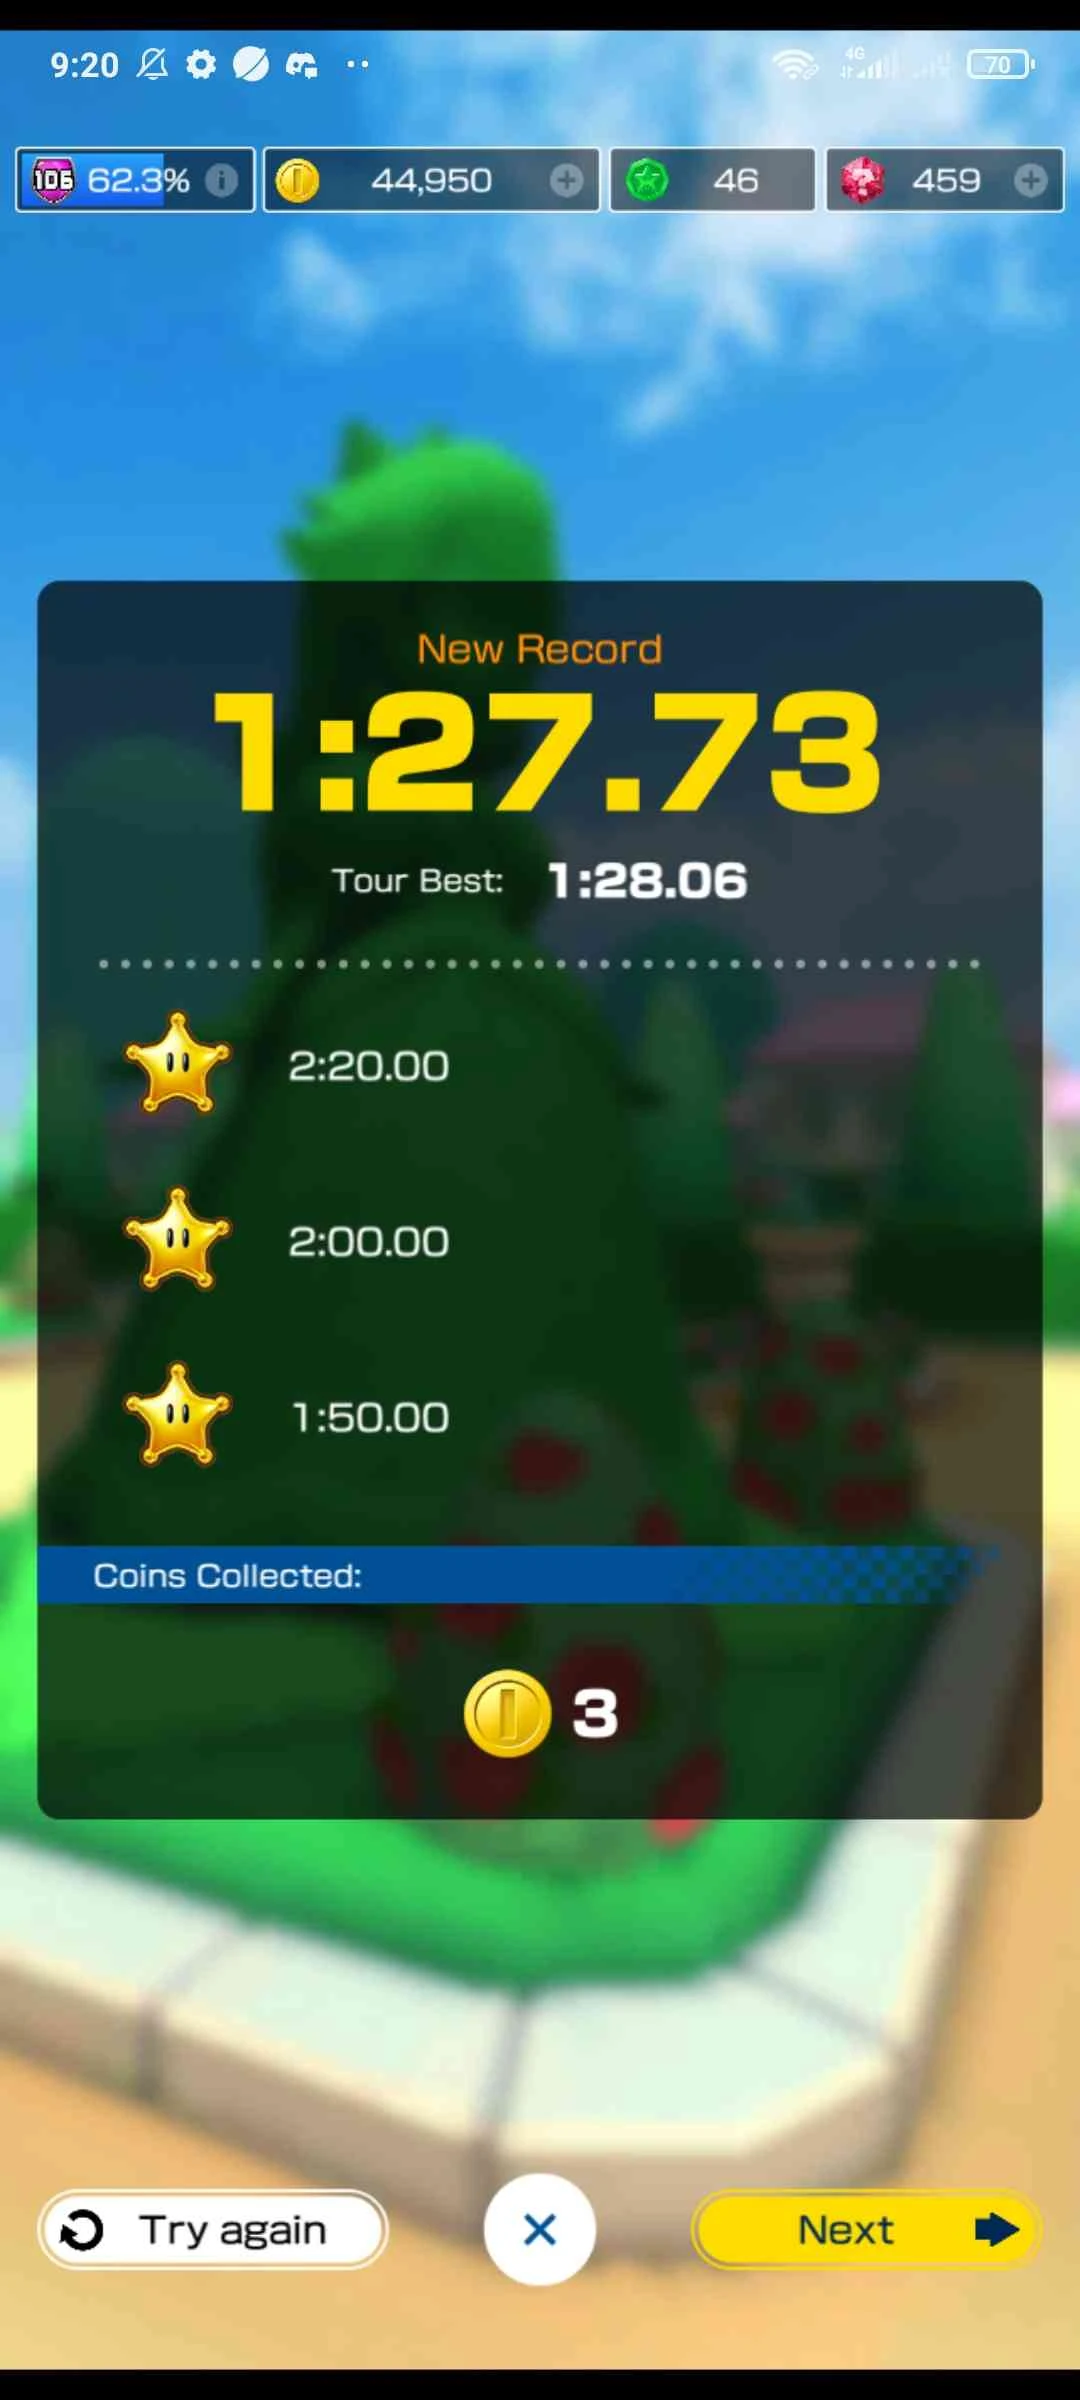 9:20 4G 70
106 62.3% i 44,950 46 459
New Record
1:27.73
Tour Best: 1:28.06
2:20.00
2:00.00
1:50.00
Coins Collected:
3
Try again Next